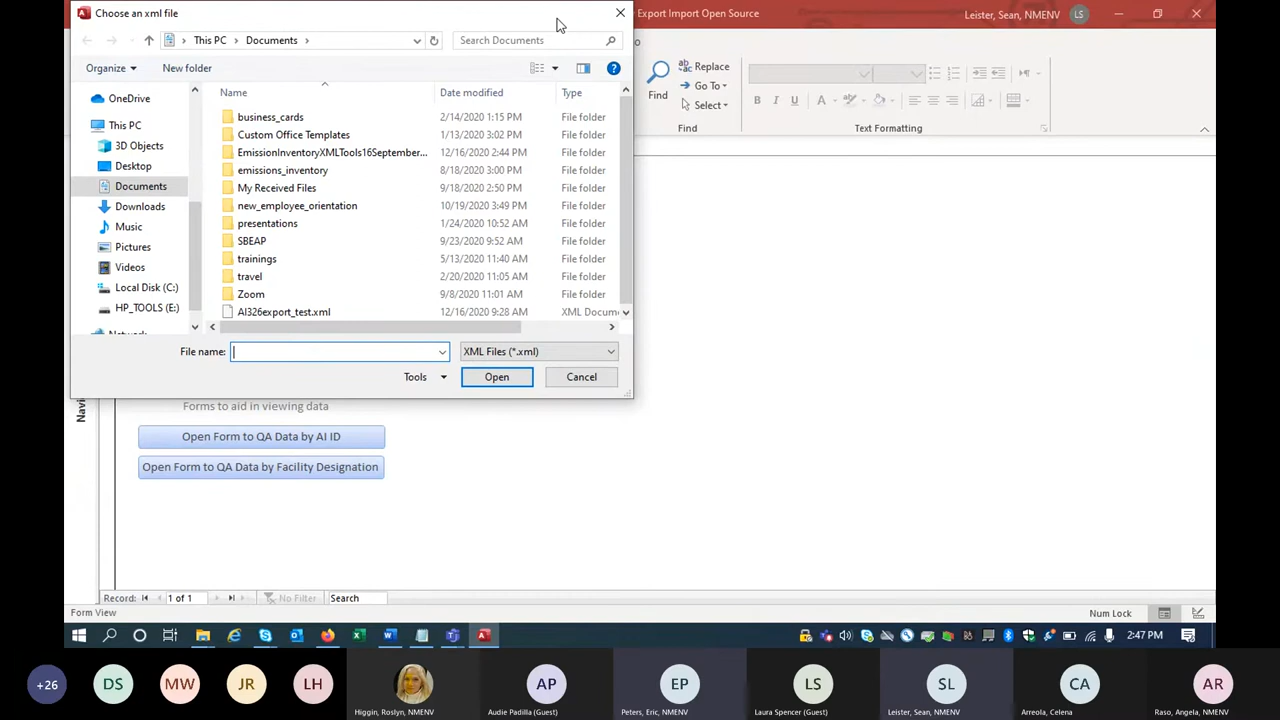 Choose an xml file
Export Import Open Source
Leister, Sean, NMENV
LS
This PC
Documents
Search Documents
Organize
New folder
Replace
Go To
Select
Find
Find
B I U
A
Text Formatting
Name
Date modified
Type
OneDrive
This PC
3D Objects
Desktop
Documents
Downloads
Music
Pictures
Videos
Local Disk (C:)
HP_TOOLS (E:)
Network
business_cards 2/14/2020 1:15 PM File folder
Custom Office Templates 1/13/2020 3:02 PM File folder
EmissionInventoryXMLTools16September... 12/16/2020 2:44 PM File folder
emissions_inventory 8/18/2020 3:00 PM File folder
My Received Files 9/18/2020 2:50 PM File folder
new_employee_orientation 10/19/2020 3:49 PM File folder
presentations 1/24/2020 10:52 AM File folder
SBEAP 9/23/2020 9:52 AM File folder
trainings 5/13/2020 11:40 AM File folder
travel 2/20/2020 11:05 AM File folder
Zoom 9/8/2020 11:01 AM File folder
AI326export_test.xml 12/16/2020 9:28 AM XML Docum
File name:
XML Files (*.xml)
Tools
Open
Cancel
Navi
Forms to aid in viewing data
Open Form to QA Data by AI ID
Open Form to QA Data by Facility Designation
Record: 1 of 1 No Filter Search
Form View
Num Lock
2:47 PM
+26
DS
MW
JR
LH
AP
EP
LS
SL
CA
AR
Higgin, Roslyn, NMENV
Audie Padilla (Guest)
Peters, Eric, NMENV
Laura Spencer (Guest)
Leister, Sean, NMENV
Arreola, Celena
Raso, Angela, NMENV